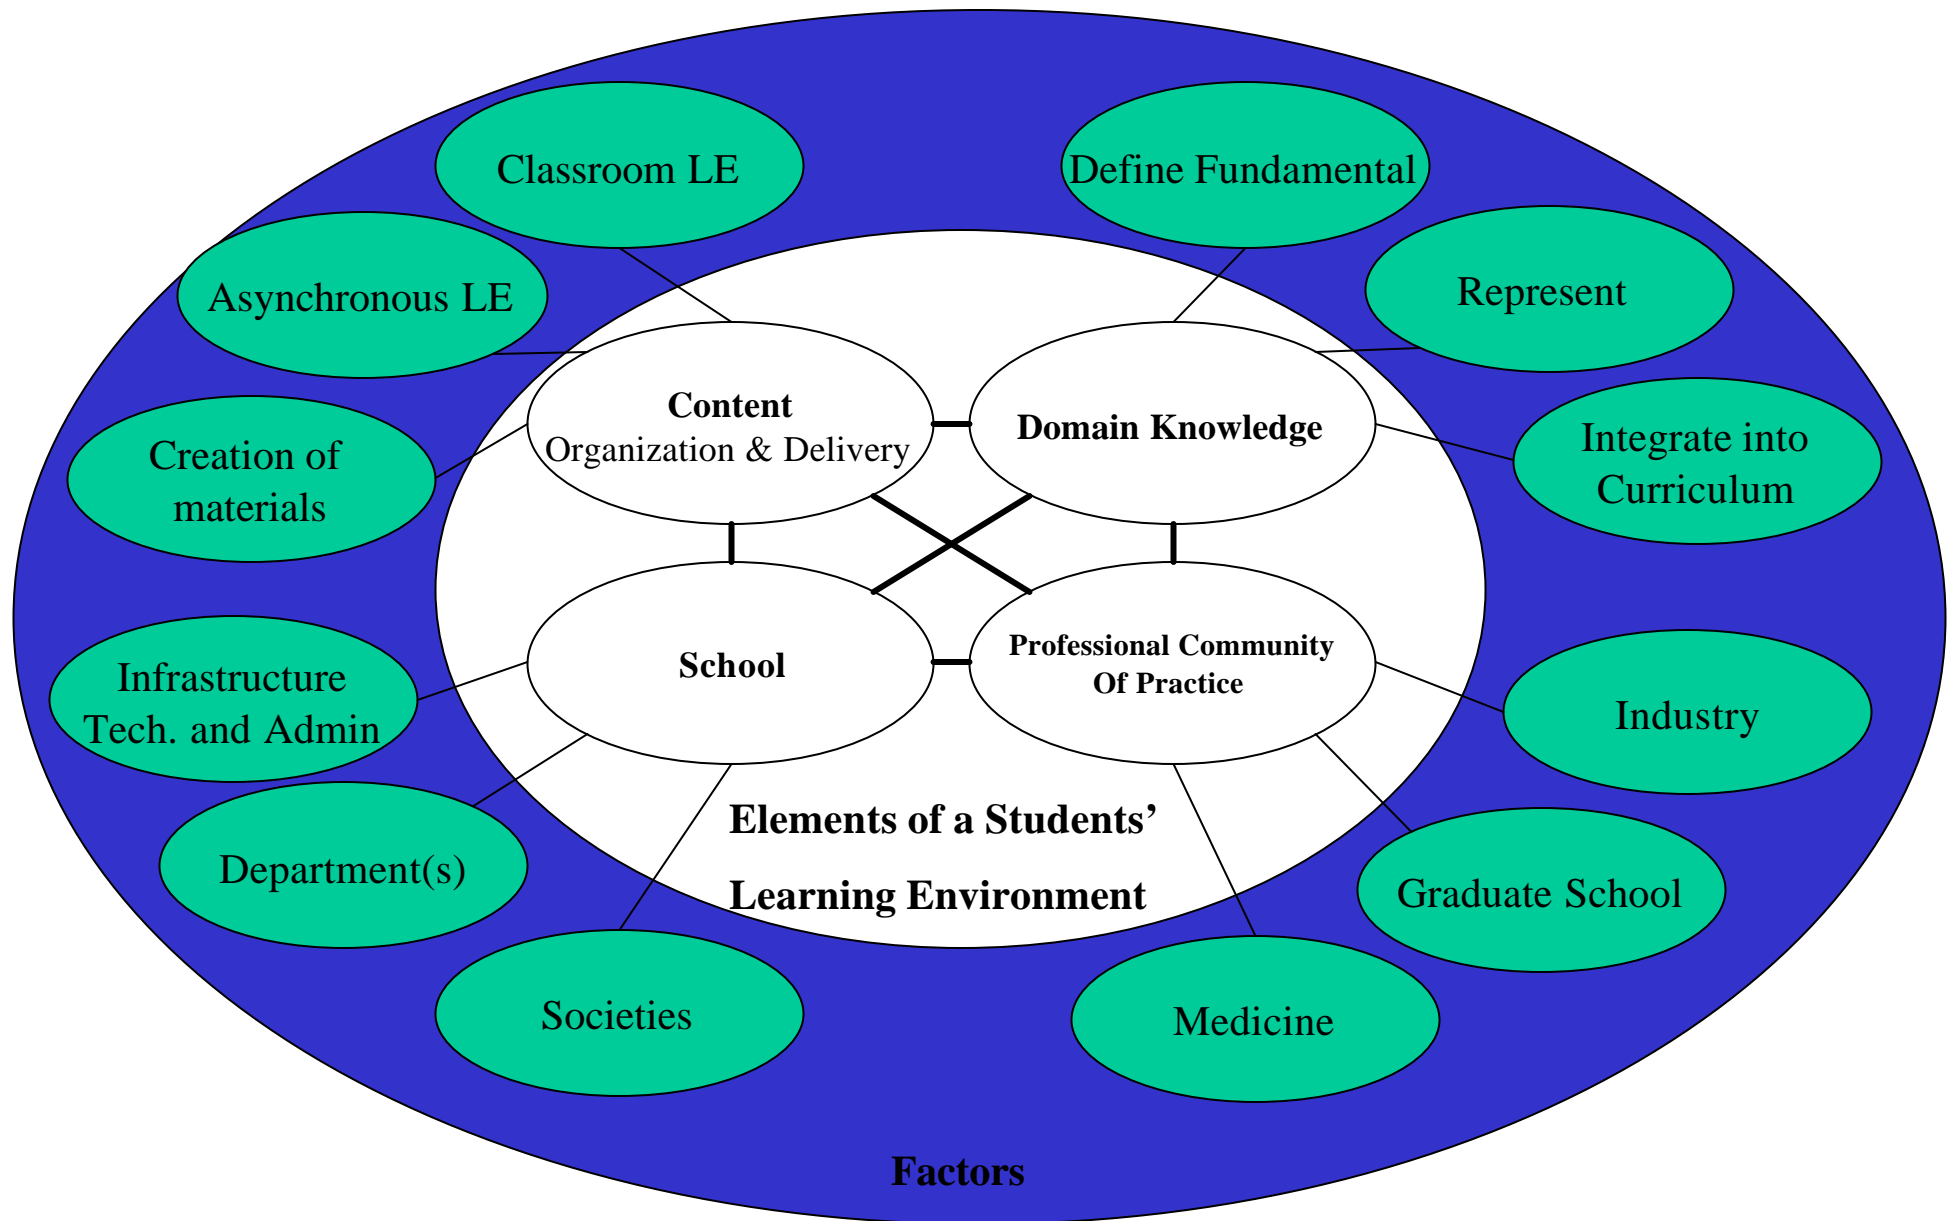 Classroom LE
Define Fundamental
Asynchronous LE
Represent
Content
Organization & Delivery
Domain Knowledge
Creation of
materials
Integrate into
Curriculum
School
Professional Community
Of Practice
Infrastructure
Tech. and Admin
Industry
Elements of a Students’
Learning Environment
Department(s)
Graduate School
Societies
Medicine
Factors